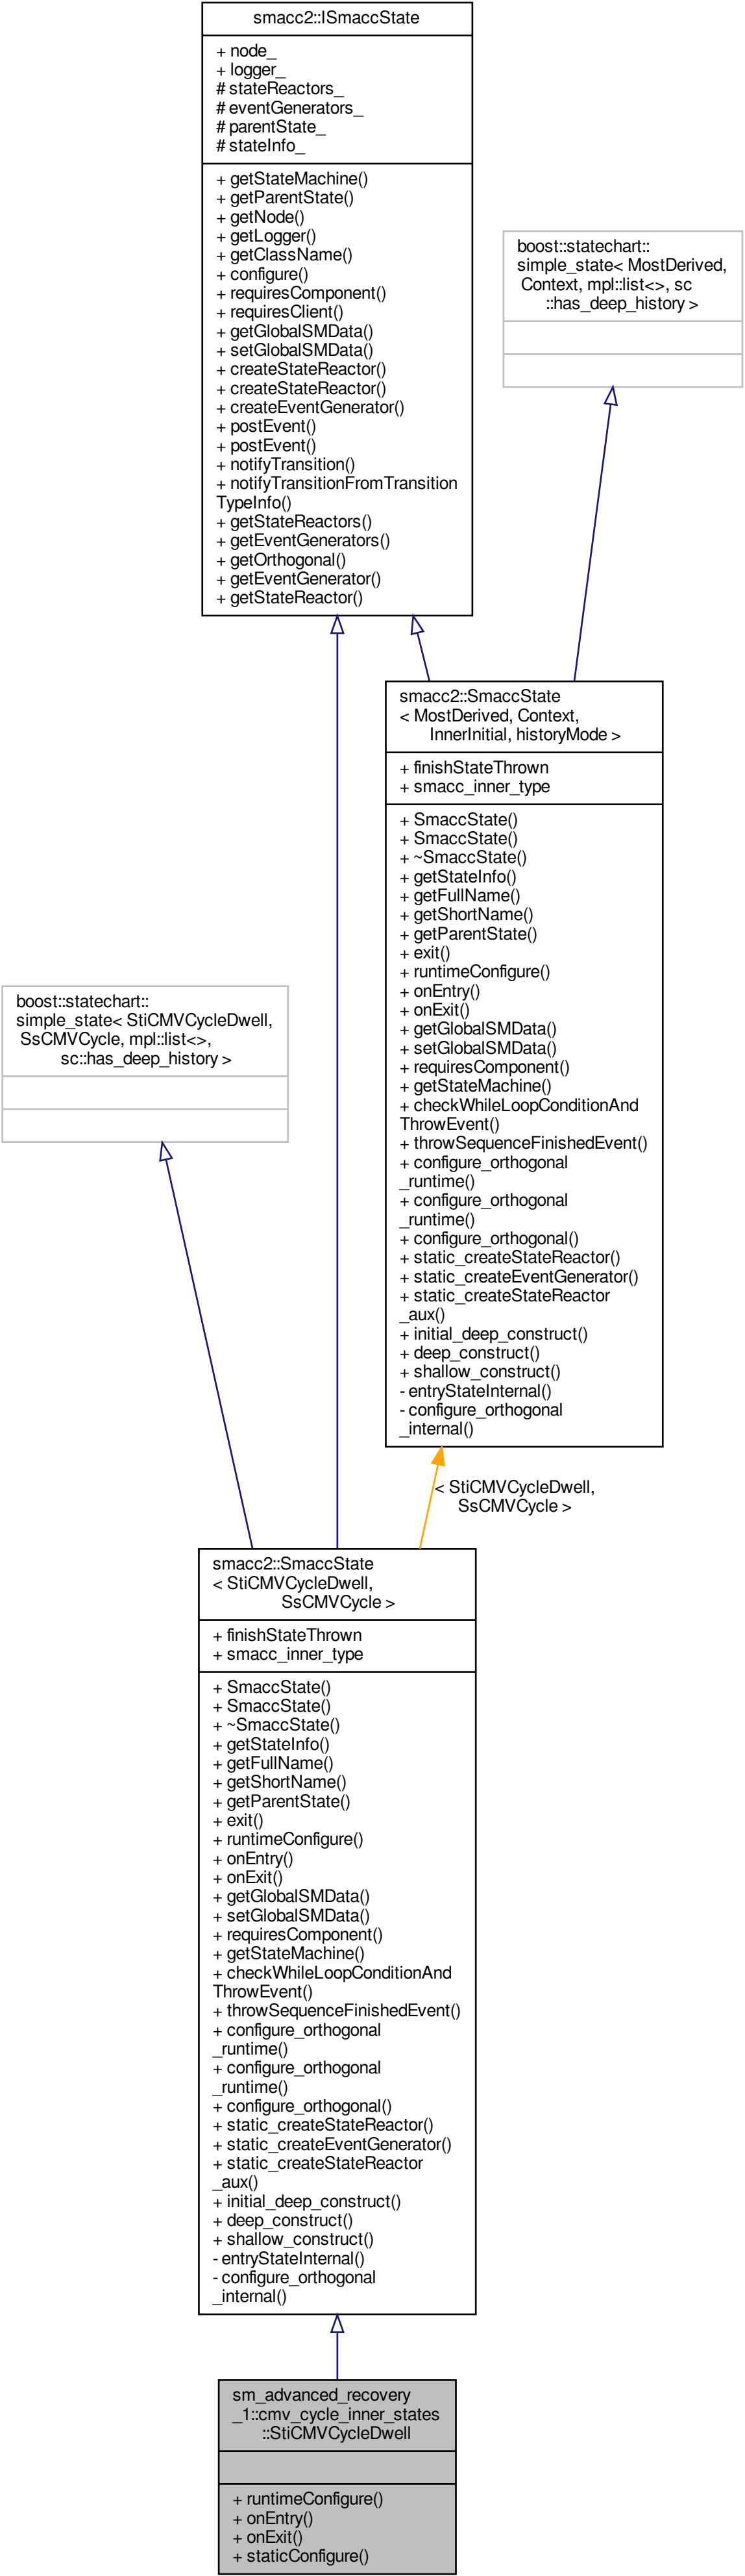 smacc2::ISmaccState
+ node_
+ logger_
# stateReactors_
# eventGenerators_
# parentState_
# stateInfo_
+ getStateMachine()
+ getParentState()
+ getNode()
+ getLogger()
+ getClassName()
+ configure()
+ requiresComponent()
+ requiresClient()
+ getGlobalSMData()
+ setGlobalSMData()
+ createStateReactor()
+ createStateReactor()
+ createEventGenerator()
+ postEvent()
+ postEvent()
+ notifyTransition()
+ notifyTransitionFromTransition
TypeInfo()
+ getStateReactors()
+ getEventGenerators()
+ getOrthogonal()
+ getEventGenerator()
+ getStateReactor()
boost::statechart::
simple_state< MostDerived,
Context, mpl::list<>, sc
::has_deep_history >
smacc2::SmaccState
< MostDerived, Context,
InnerInitial, historyMode >
+ finishStateThrown
+ smacc_inner_type
+ SmaccState()
+ SmaccState()
+ ~SmaccState()
+ getStateInfo()
+ getFullName()
+ getShortName()
+ getParentState()
+ exit()
+ runtimeConfigure()
+ onEntry()
+ onExit()
+ getGlobalSMData()
+ setGlobalSMData()
+ requiresComponent()
+ getStateMachine()
+ checkWhileLoopConditionAnd
ThrowEvent()
+ throwSequenceFinishedEvent()
+ configure_orthogonal
_runtime()
+ configure_orthogonal
_runtime()
+ configure_orthogonal()
+ static_createStateReactor()
+ static_createEventGenerator()
+ static_createStateReactor
_aux()
+ initial_deep_construct()
+ deep_construct()
+ shallow_construct()
- entryStateInternal()
- configure_orthogonal
_internal()
boost::statechart::
simple_state< StiCMVCycleDwell,
SsCMVCycle, mpl::list<>,
sc::has_deep_history >
< StiCMVCycleDwell,
SsCMVCycle >
smacc2::SmaccState
< StiCMVCycleDwell,
SsCMVCycle >
+ finishStateThrown
+ smacc_inner_type
+ SmaccState()
+ SmaccState()
+ ~SmaccState()
+ getStateInfo()
+ getFullName()
+ getShortName()
+ getParentState()
+ exit()
+ runtimeConfigure()
+ onEntry()
+ onExit()
+ getGlobalSMData()
+ setGlobalSMData()
+ requiresComponent()
+ getStateMachine()
+ checkWhileLoopConditionAnd
ThrowEvent()
+ throwSequenceFinishedEvent()
+ configure_orthogonal
_runtime()
+ configure_orthogonal
_runtime()
+ configure_orthogonal()
+ static_createStateReactor()
+ static_createEventGenerator()
+ static_createStateReactor
_aux()
+ initial_deep_construct()
+ deep_construct()
+ shallow_construct()
- entryStateInternal()
- configure_orthogonal
_internal()
sm_advanced_recovery
_1::cmv_cycle_inner_states
::StiCMVCycleDwell
+ runtimeConfigure()
+ onEntry()
+ onExit()
+ staticConfigure()